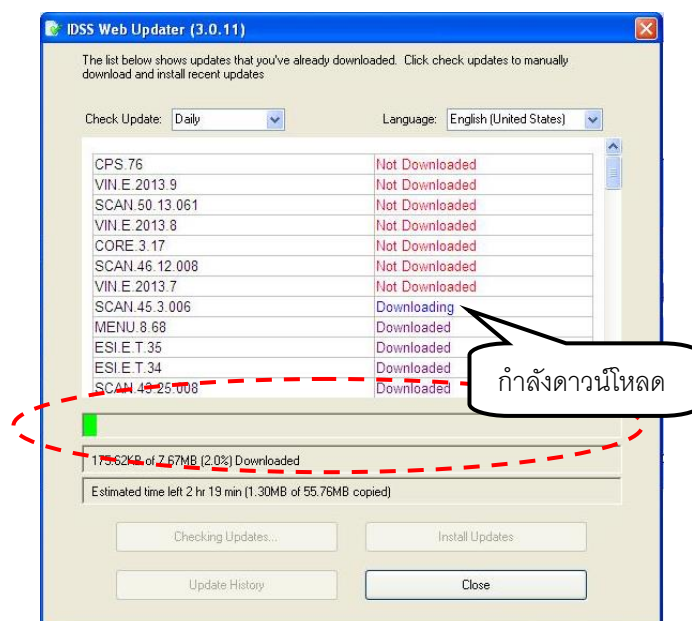 IDSS Web Updater (3.0.11)
The list below shows updates that you've already downloaded. Click check updates to manually
download and install recent updates
Check Update: Daily Language: English (United States)
CPS.76 Not Downloaded
VIN.E.2013.9 Not Downloaded
SCAN.50.13.061 Not Downloaded
VIN.E.2013.8 Not Downloaded
CORE.3.17 Not Downloaded
SCAN.46.12.008 Not Downloaded
VIN.E.2013.7 Not Downloaded
SCAN.45.3.006 Downloading
MENU.8.68 Downloaded
ESI.E.T.35 Downloaded
ESI.E.T.34 Downloaded
SCAN.43.25.008 Downloaded
กำลังดาวน์โหลด
175.62KB of 7.67MB (2.0%) Downloaded
Estimated time left 2 hr 19 min (1.30MB of 55.76MB copied)
Checking Updates... Install Updates
Update History Close